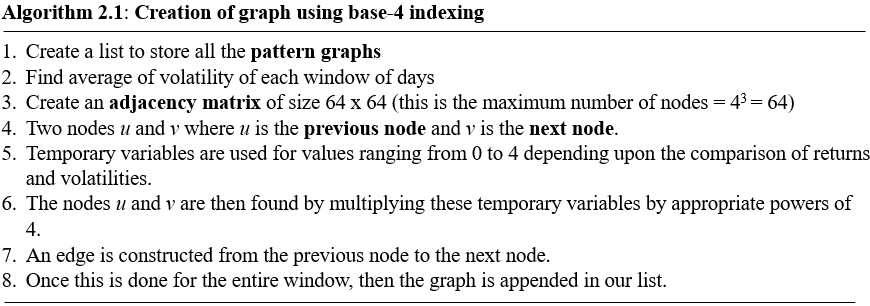 Algorithm 2.1: Creation of graph using base-4 indexing
1. Create a list to store all the pattern graphs
2. Find average of volatility of each window of days
3. Create an adjacency matrix of size 64 x 64 (this is the maximum number of nodes = 4³ = 64)
4. Two nodes u and v where u is the previous node and v is the next node.
5. Temporary variables are used for values ranging from 0 to 4 depending upon the comparison of returns
and volatilities.
6. The nodes u and v are then found by multiplying these temporary variables by appropriate powers of
4.
7. An edge is constructed from the previous node to the next node.
8. Once this is done for the entire window, then the graph is appended in our list.